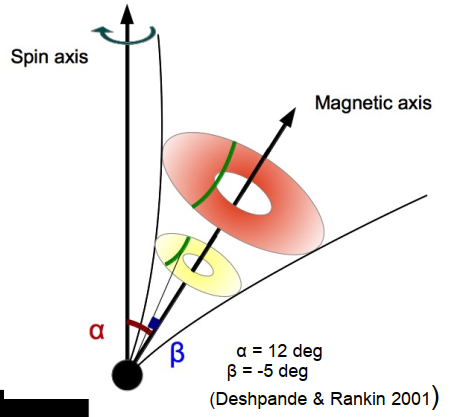 Spin axis
Magnetic axis
α
β
α = 12 deg
β = -5 deg
(Deshpande & Rankin 2001)